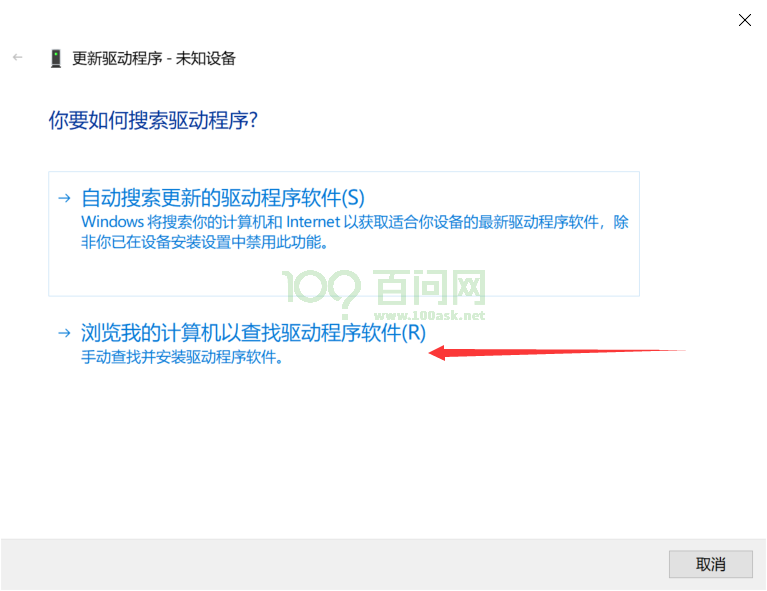 更新驱动程序 - 未知设备
你要如何搜索驱动程序?
自动搜索更新的驱动程序软件(S)
Windows 将搜索你的计算机和 Internet 以获取适合你设备的最新驱动程序软件，除
非你已在设备安装设置中禁用此功能。
100? 百问网
www.100ask.net
浏览我的计算机以查找驱动程序软件(R)
手动查找并安装驱动程序软件。
取消